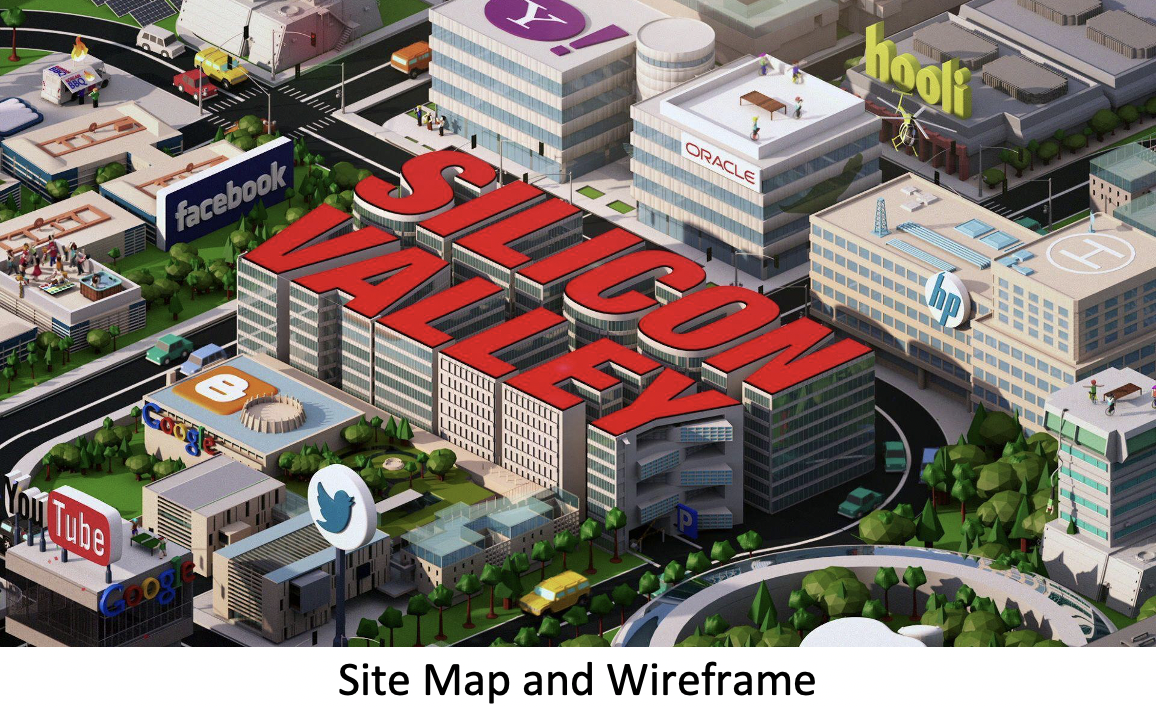 Y!
hooli
ORACLE
facebook
SILICON
VALLEY
H
hp
Google
YouTube
Google
P
Site Map and Wireframe